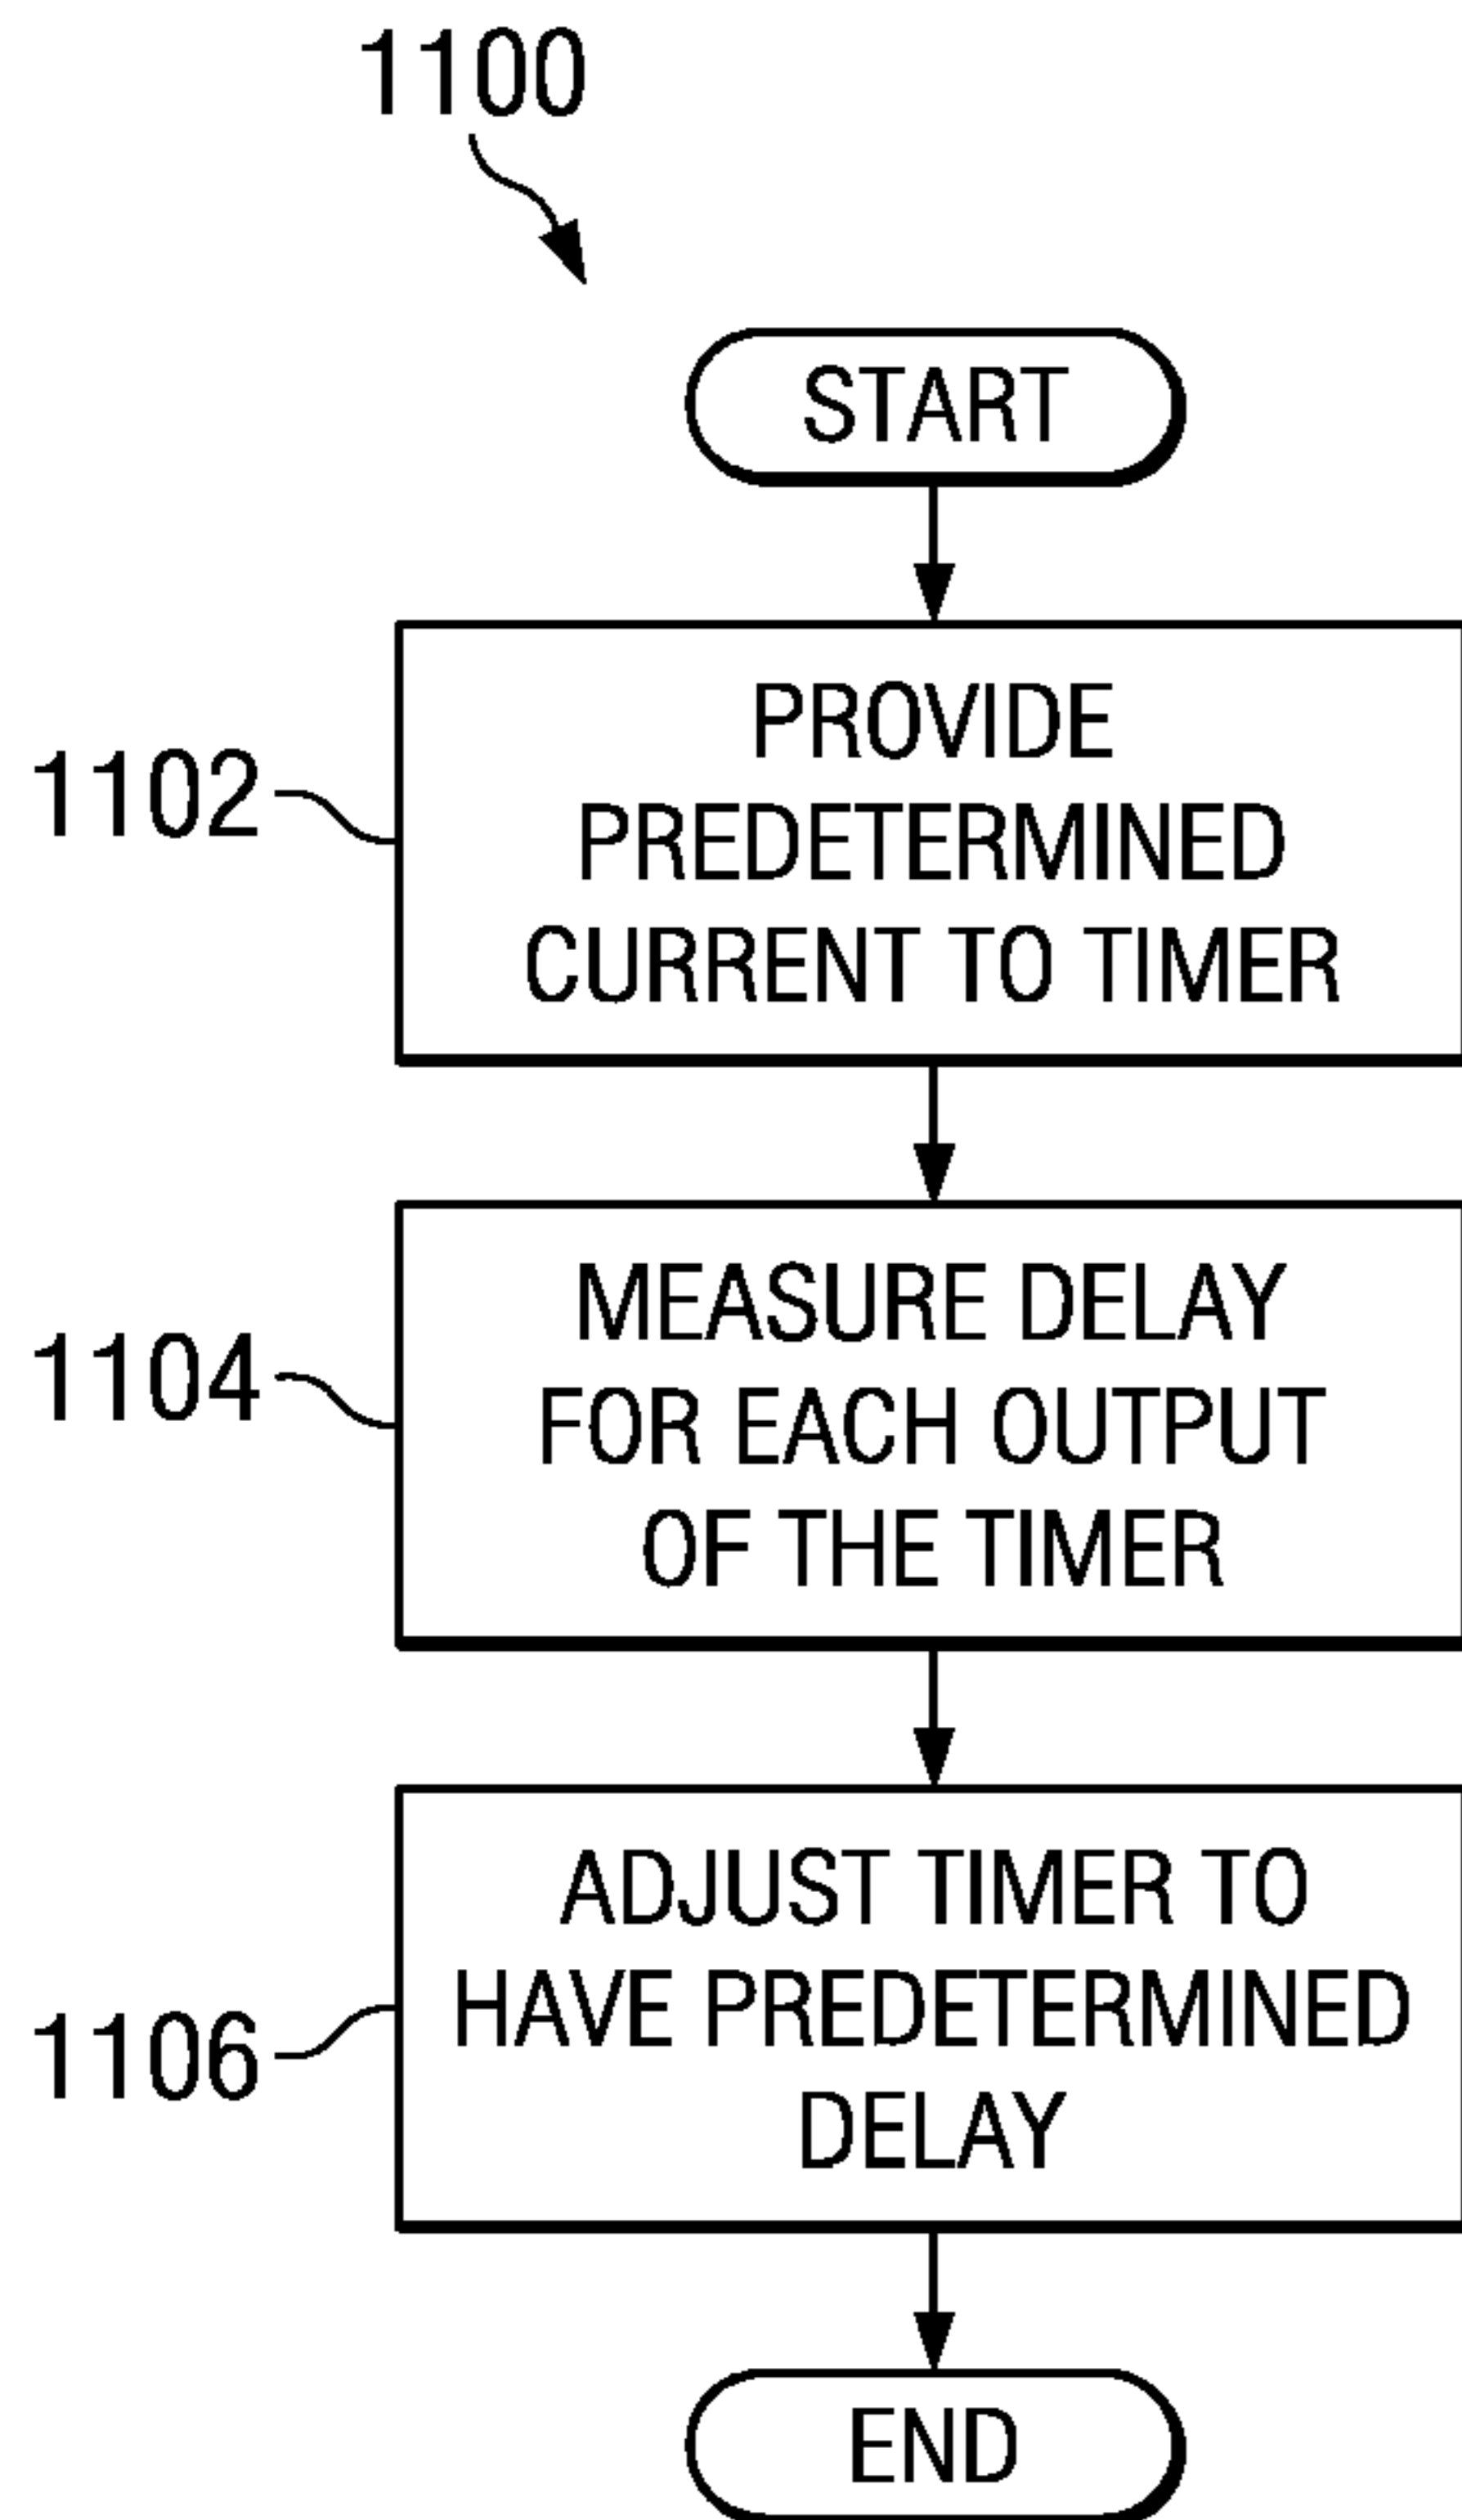 1100
START
1102
PROVIDE
PREDETERMINED
CURRENT TO TIMER
1104
MEASURE DELAY
FOR EACH OUTPUT
OF THE TIMER
1106
ADJUST TIMER TO
HAVE PREDETERMINED
DELAY
END